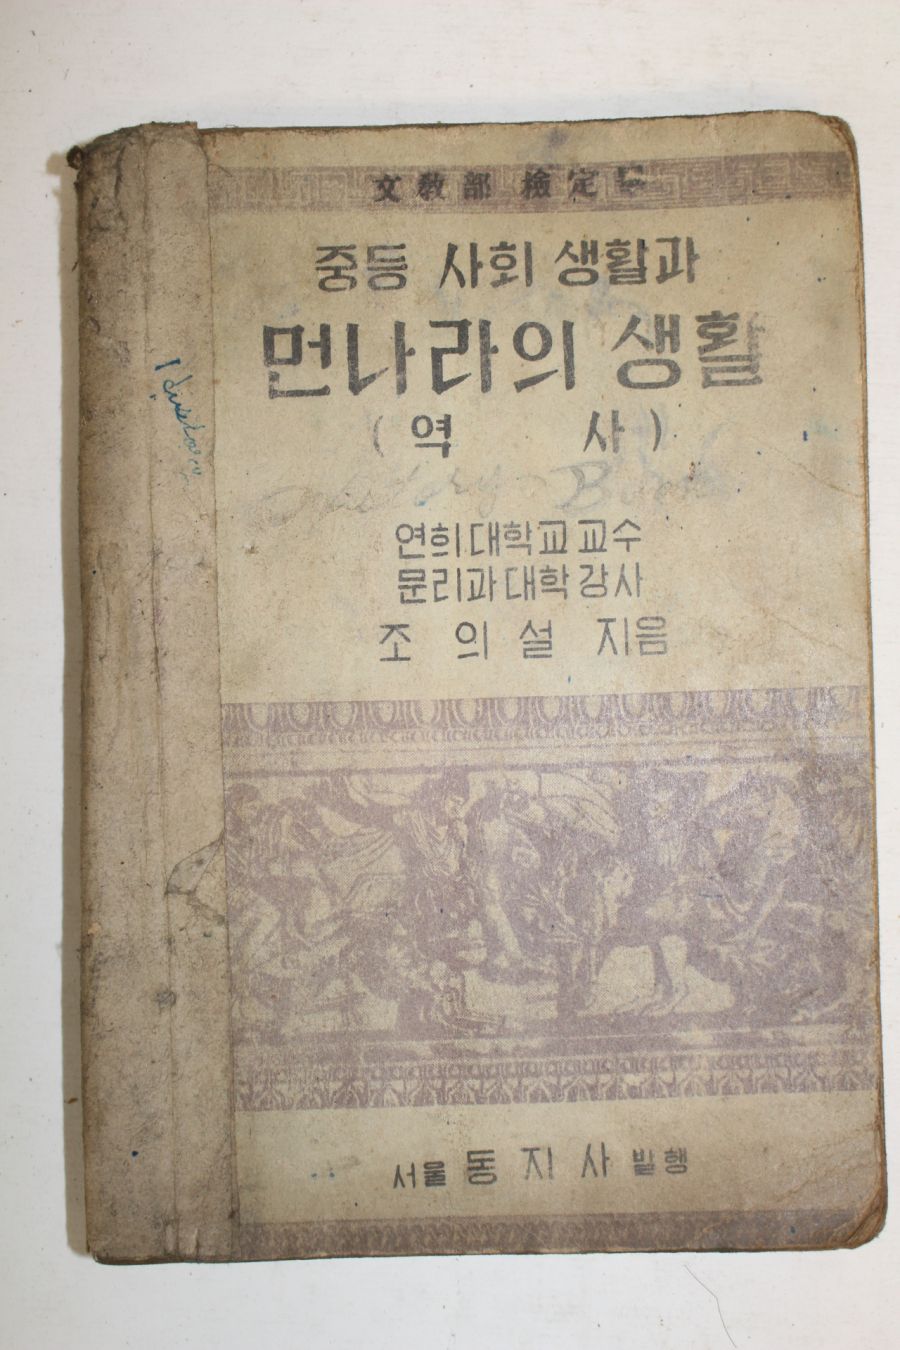 文敎部 檢定
중등 사회 생활과
먼나라의 생활
(역 사)
연희대학교 교수
문리과대학 강사
조 의 설 지음
서울 동 지 사 발행